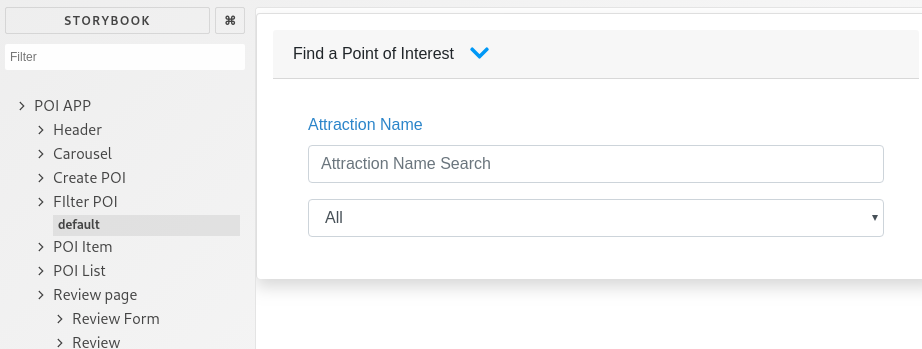 STORYBOOK
⌘
Filter
POI APP
Header
Carousel
Create POI
FIlter POI
default
POI Item
POI List
Review page
Review Form
Review
Find a Point of Interest
Attraction Name
Attraction Name Search
All